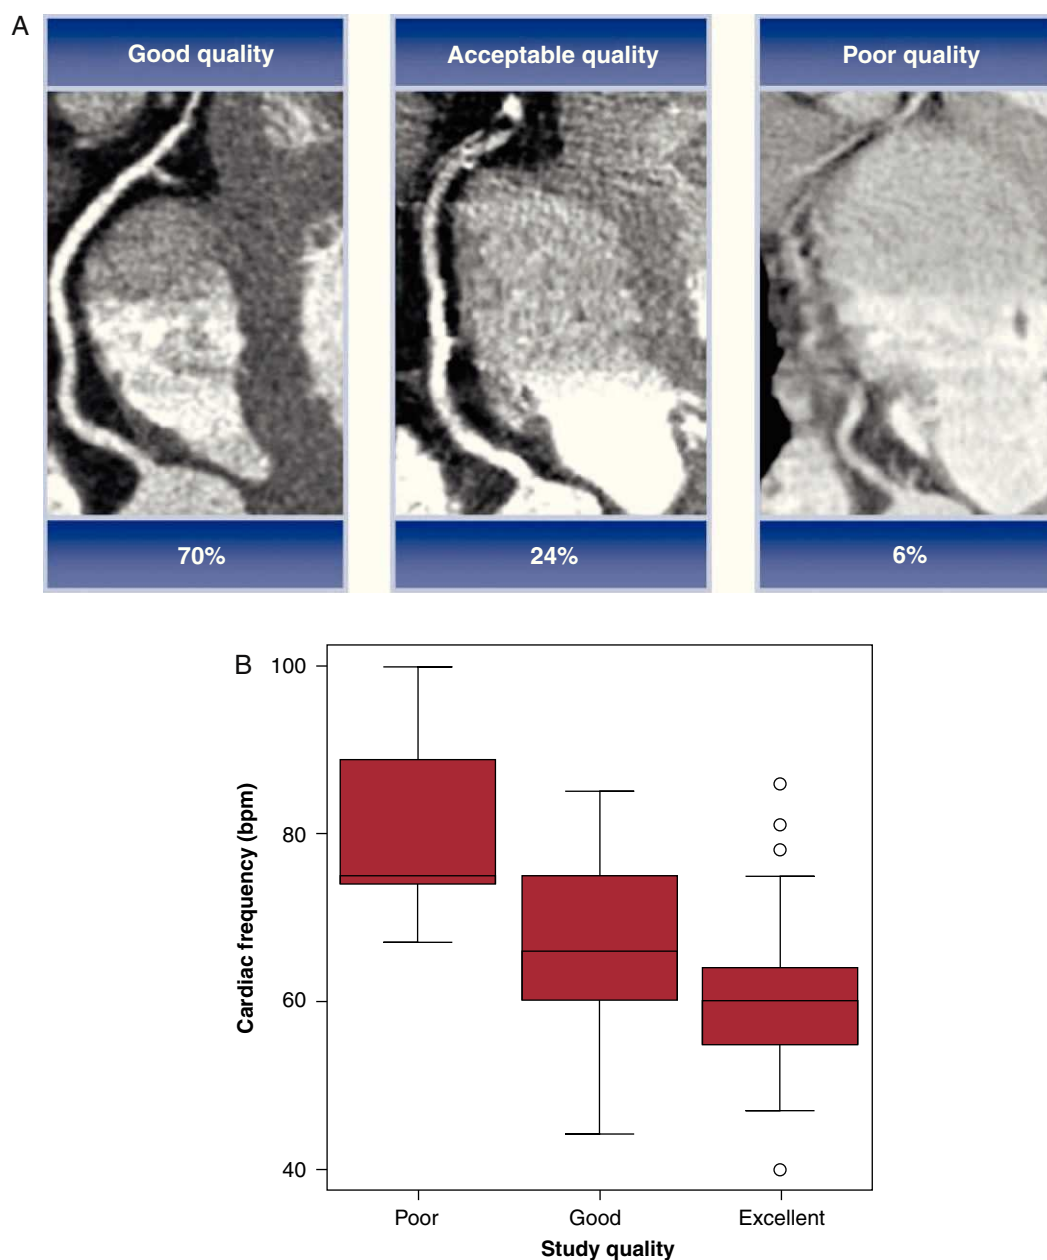 A
Good quality
Acceptable quality
Poor quality
70%
24%
6%
B
100
80
60
40
Cardiac frequency (bpm)
Poor
Good
Excellent
Study quality